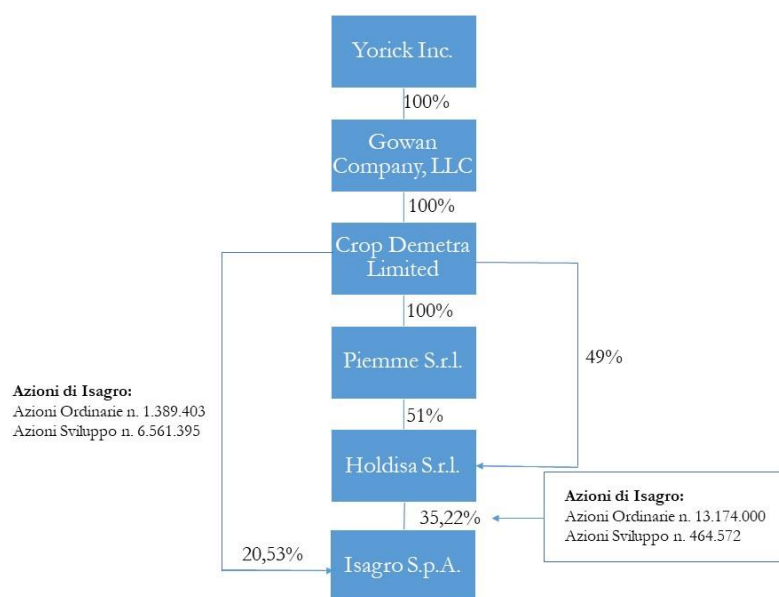 Yorick Inc.
100%
Gowan
Company, LLC
100%
Crop Demetra
Limited
100%
Piemme S.r.l.
49%
Azioni di Isagro:
Azioni Ordinarie n. 1.389.403
Azioni Sviluppo n. 6.561.395
51%
Holdisa S.r.l.
35,22%
Azioni di Isagro:
Azioni Ordinarie n. 13.174.000
Azioni Sviluppo n. 464.572
20,53%
Isagro S.p.A.